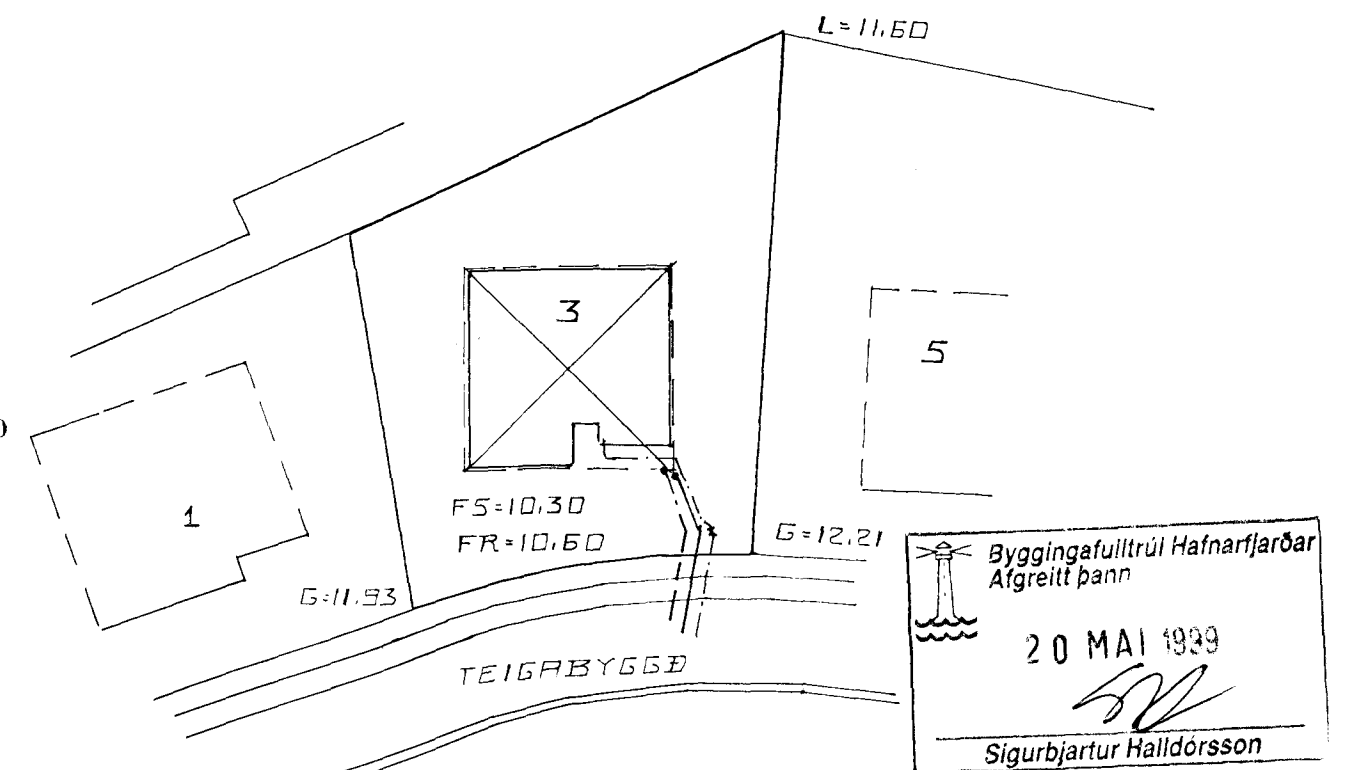 L=11.60
3
5
1
FS=10.30
FR=10.60
G=12.21
G=11.93
TEIGABYGGÐ
Byggingafulltrúi Hafnarfjarðar
Afgreitt þann
20 MAI 1999
Sigurbjartur Halldórsson